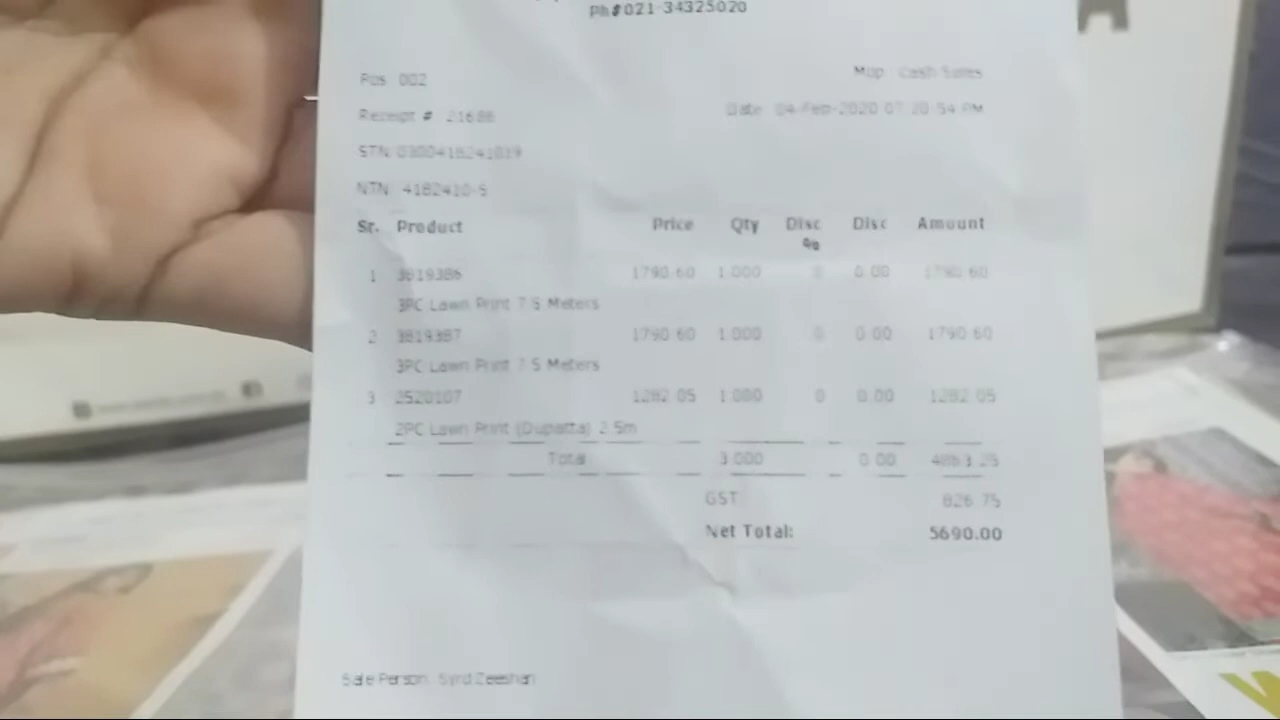 Ph#021-34325020
Pos: 002
Mop : Cash Sales
Receipt # 21688
Date: 04-Feb-2020 07:20:54 PM
STN:
NTN: 4182410-5
Sr. Product Price Qty Disc % Disc Amount
1 3819386 1790.60 1.000 0 0.00 1790.60
3PC Lawn Print 7.5 Meters
2 3819387 1790.60 1.000 0 0.00 1790.60
3PC Lawn Print 7.5 Meters
3 2520107 1282.05 1.000 0 0.00 1282.05
2PC Lawn Print (Dupatta) 2.5m
Total 3.000 0.00 4863.25
GST 826.75
Net Total: 5690.00
Sale Person: Zeeshan